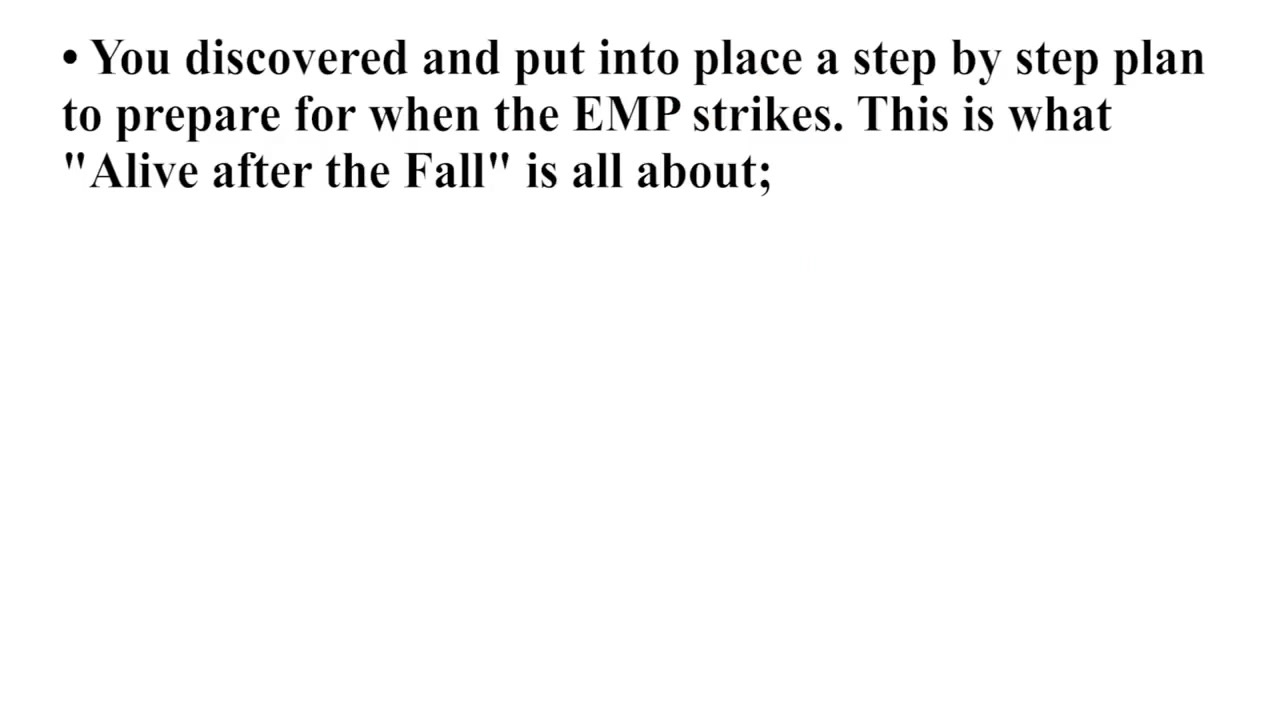 • You discovered and put into place a step by step plan
to prepare for when the EMP strikes. This is what
"Alive after the Fall" is all about;